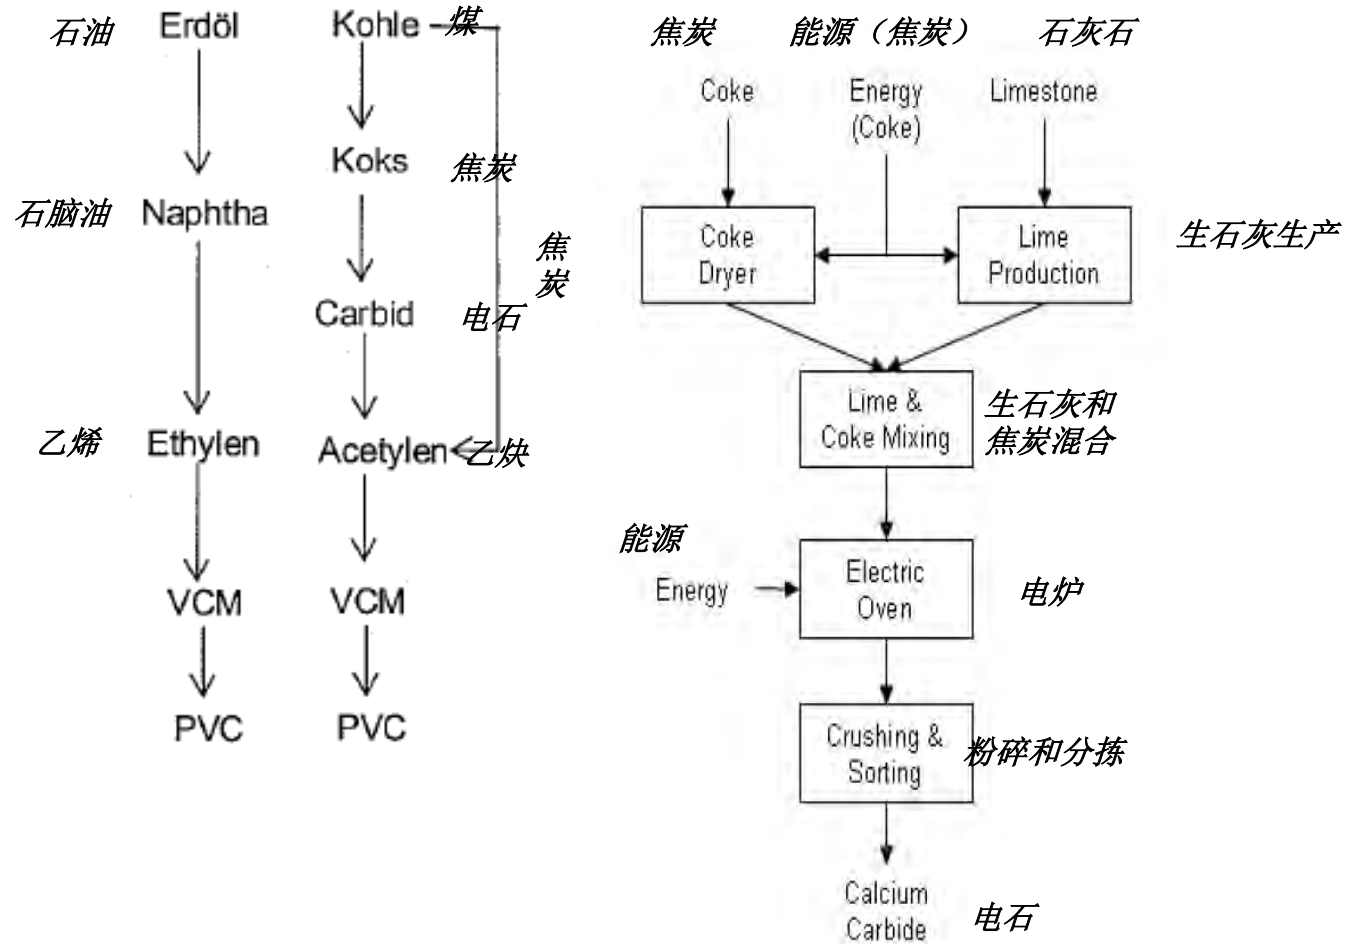 石油 Erdöl
Kohle 煤
Koks 焦炭
石脑油 Naphtha
焦
炭
Carbid 电石
乙烯 Ethylen
Acetylen 乙炔
VCM VCM
PVC PVC
焦炭 能源（焦炭） 石灰石
Coke
Energy
(Coke)
Limestone
Coke
Dryer
Lime
Production
生石灰生产
Lime &
Coke Mixing
生石灰和
焦炭混合
能源
Energy
Electric
Oven
电炉
Crushing &
Sorting
粉碎和分拣
Calcium
Carbide
电石